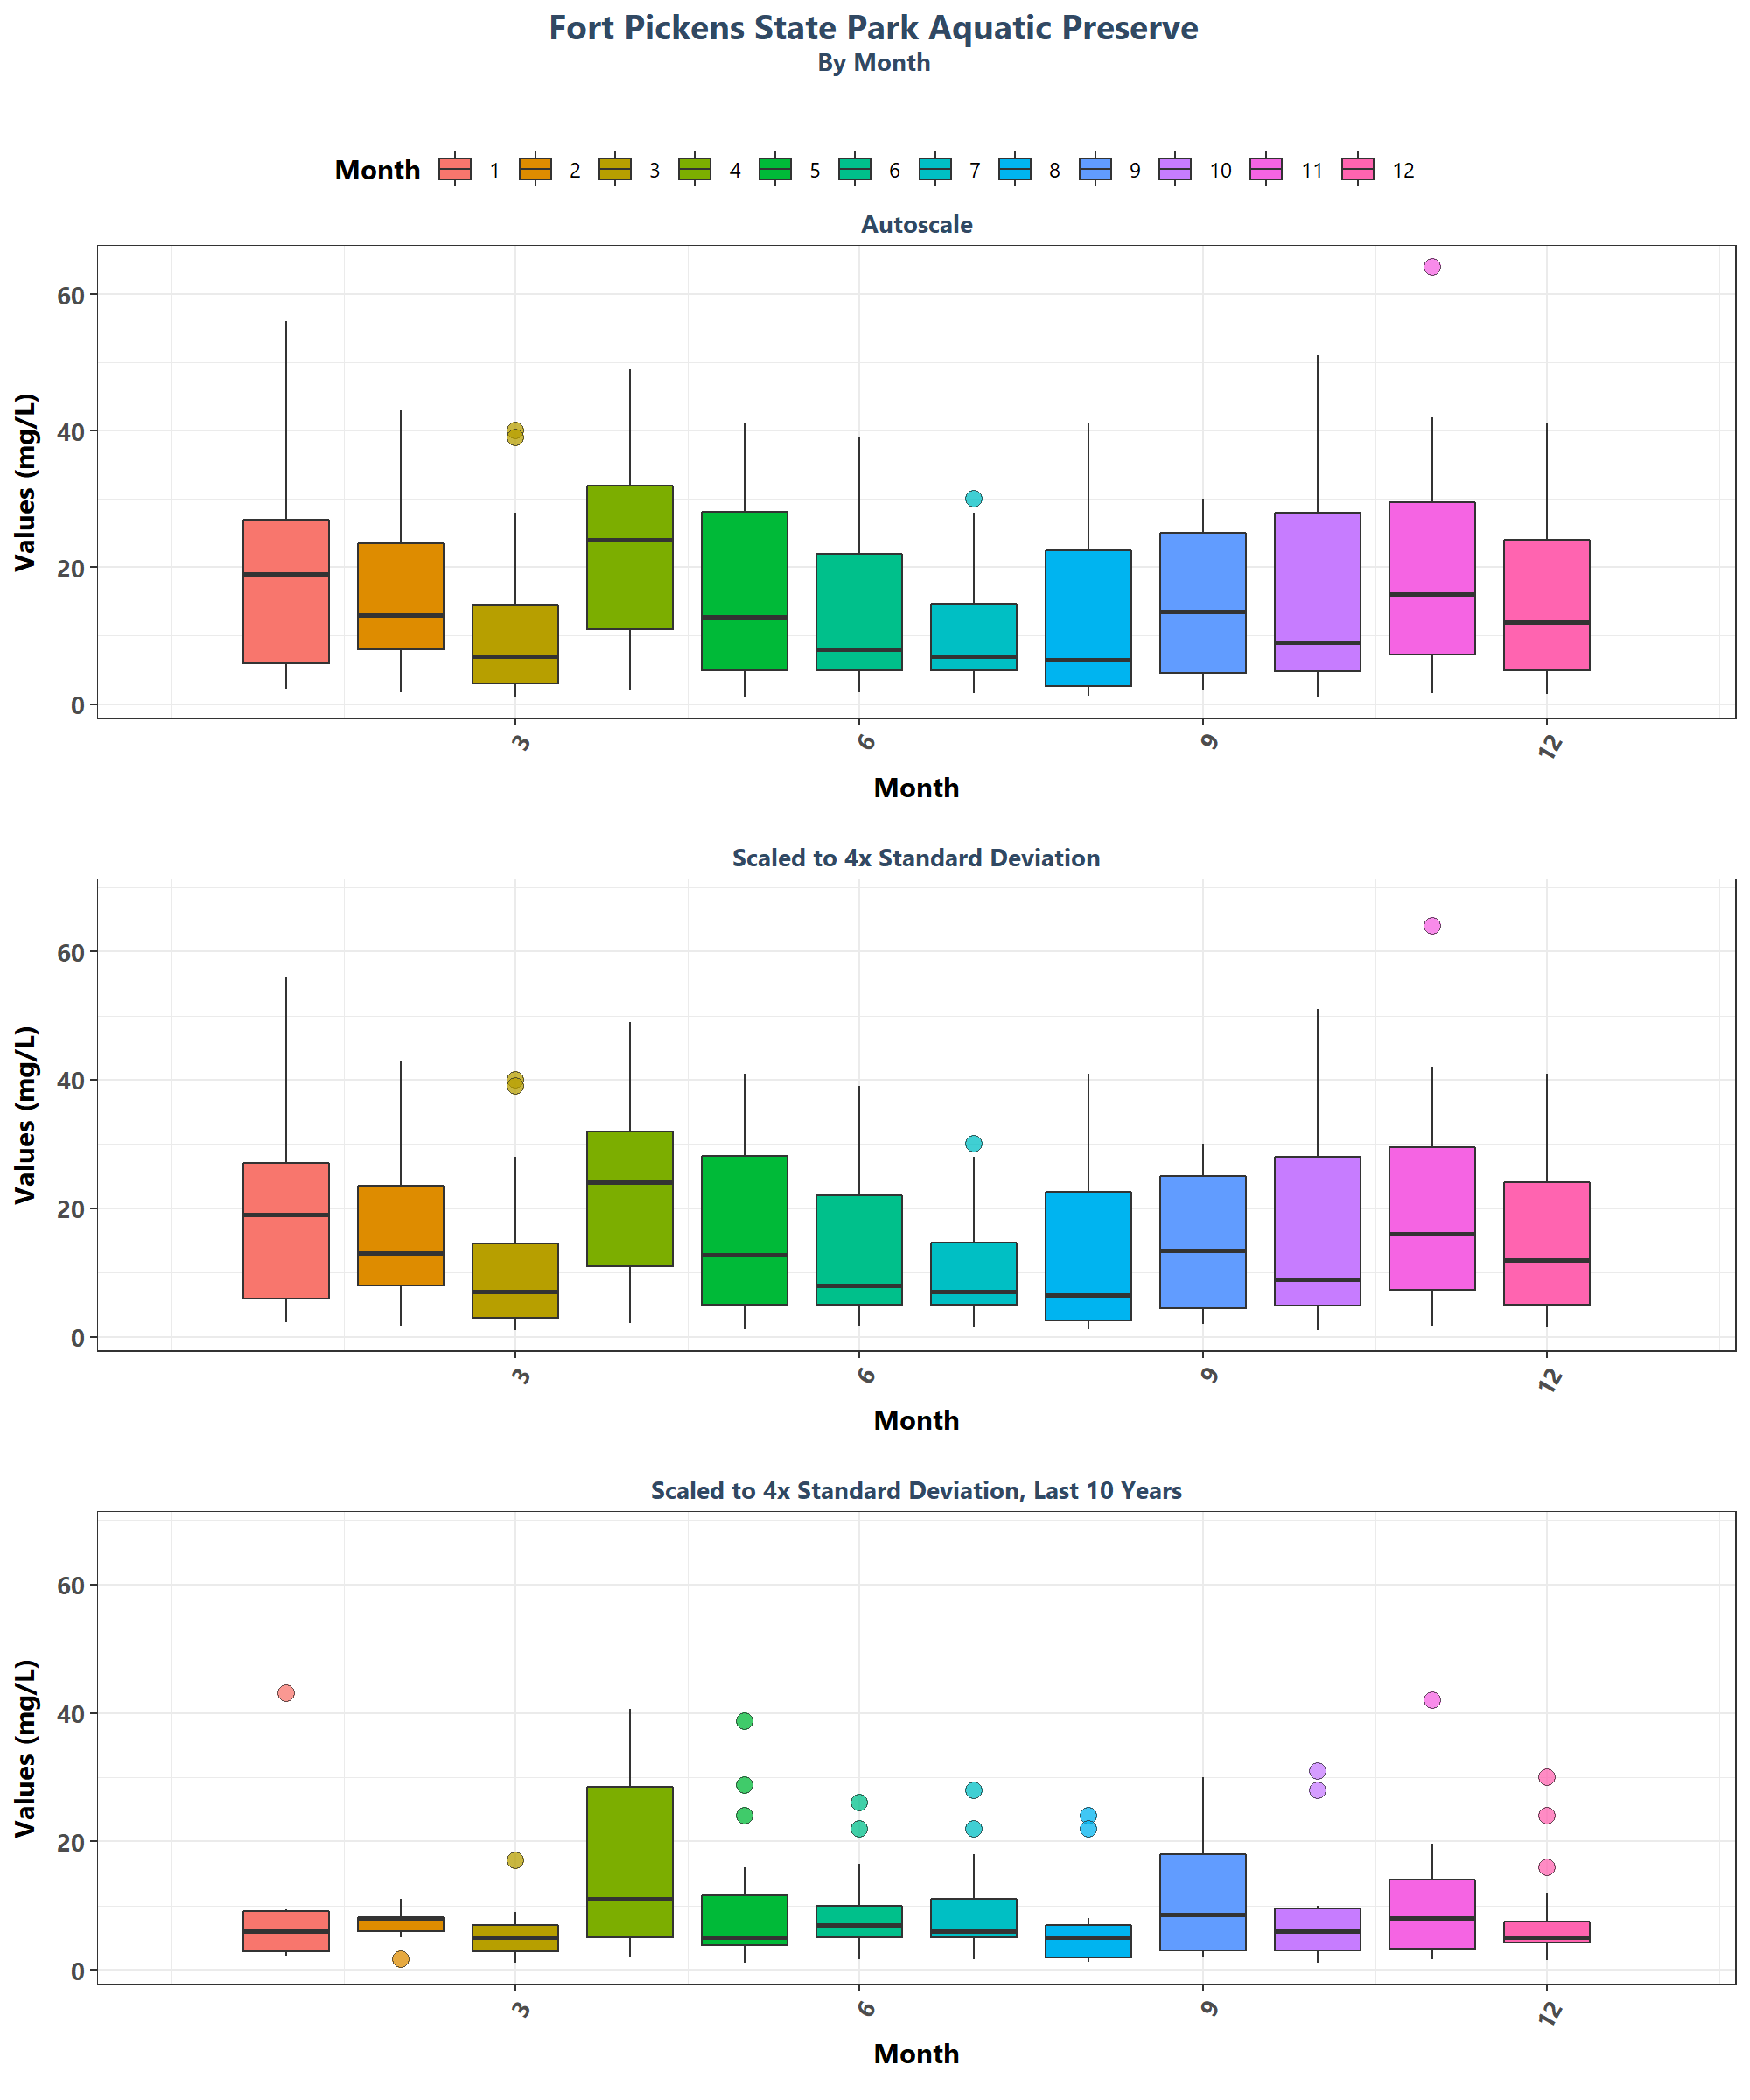 Fort Pickens State Park Aquatic Preserve
By Month
Month 1 2 3 4 5 6 7 8 9 10 11 12
Autoscale
Values (mg/L)
60
40
20
0
3 6 9 12
Month
Scaled to 4x Standard Deviation
Values (mg/L)
60
40
20
0
3 6 9 12
Month
Scaled to 4x Standard Deviation, Last 10 Years
Values (mg/L)
60
40
20
0
3 6 9 12
Month